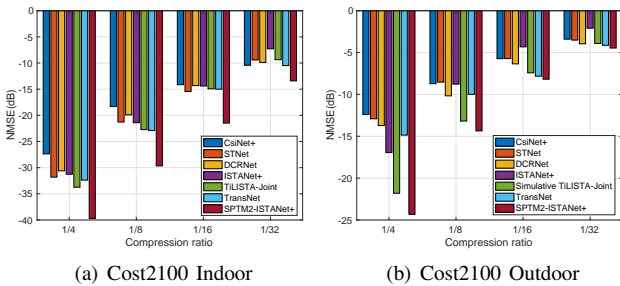 0
-5
-10
-15
-20
-25
-30
-35
-40
NMSE (dB)
1/4 1/8 1/16 1/32
Compression ratio
CsiNet+
STNet
DCRNet
ISTANet+
TiLISTA-Joint
TransNet
SPTM2-ISTANet+
(a) Cost2100 Indoor
0
-5
-10
-15
-20
-25
NMSE (dB)
1/4 1/8 1/16 1/32
Compression ratio
CsiNet+
STNet
DCRNet
ISTANet+
Simulative TiLISTA-Joint
TransNet
SPTM2-ISTANet+
(b) Cost2100 Outdoor